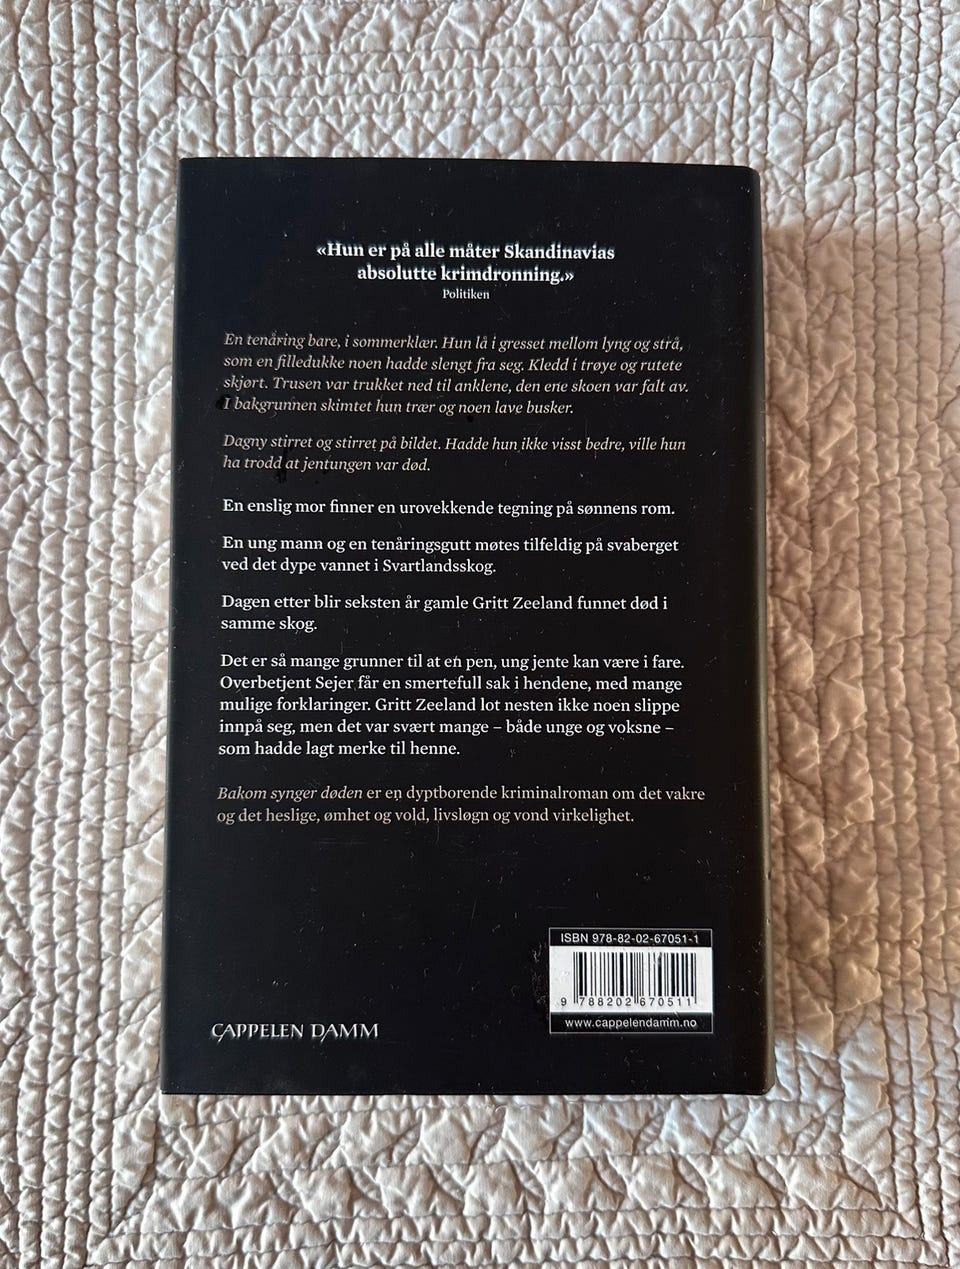 «Hun er på alle måter Skandinavias
absolutte krimdronning.»
Politiken
En tenåring bare, i sommerklær. Hun lå i gresset mellom lyng og strå,
som en filledukke noen hadde slengt fra seg. Kledd i trøye og rutete
skjørt. Trusen var trukket ned til anklene, den ene skoen var falt av.
I bakgrunnen skimtet hun trær og noen lave busker.
Dagny stirret og stirret på bildet. Hadde hun ikke visst bedre, ville hun
ha trodd at jentungen var død.
En enslig mor finner en urovekkende tegning på sønnens rom.
En ung mann og en tenåringsgutt møtes tilfeldig på svaberget
ved det dype vannet i Svartlandsskog.
Dagen etter blir seksten år gamle Gritt Zeeland funnet død i
samme skog.
Det er så mange grunner til at en pen, ung jente kan være i fare.
Overbetjent Sejer får en smertefull sak i hendene, med mange
mulige forklaringer. Gritt Zeeland lot nesten ikke noen slippe
innpå seg, men det var svært mange – både unge og voksne –
som hadde lagt merke til henne.
Bakom synger døden er en dyptborende kriminalroman om det vakre
og det heslige, ømhet og vold, livsløgn og vond virkelighet.
ISBN 978-82-02-67051-1
9 788202 670511
www.cappelendamm.no
CAPPELEN DAMM